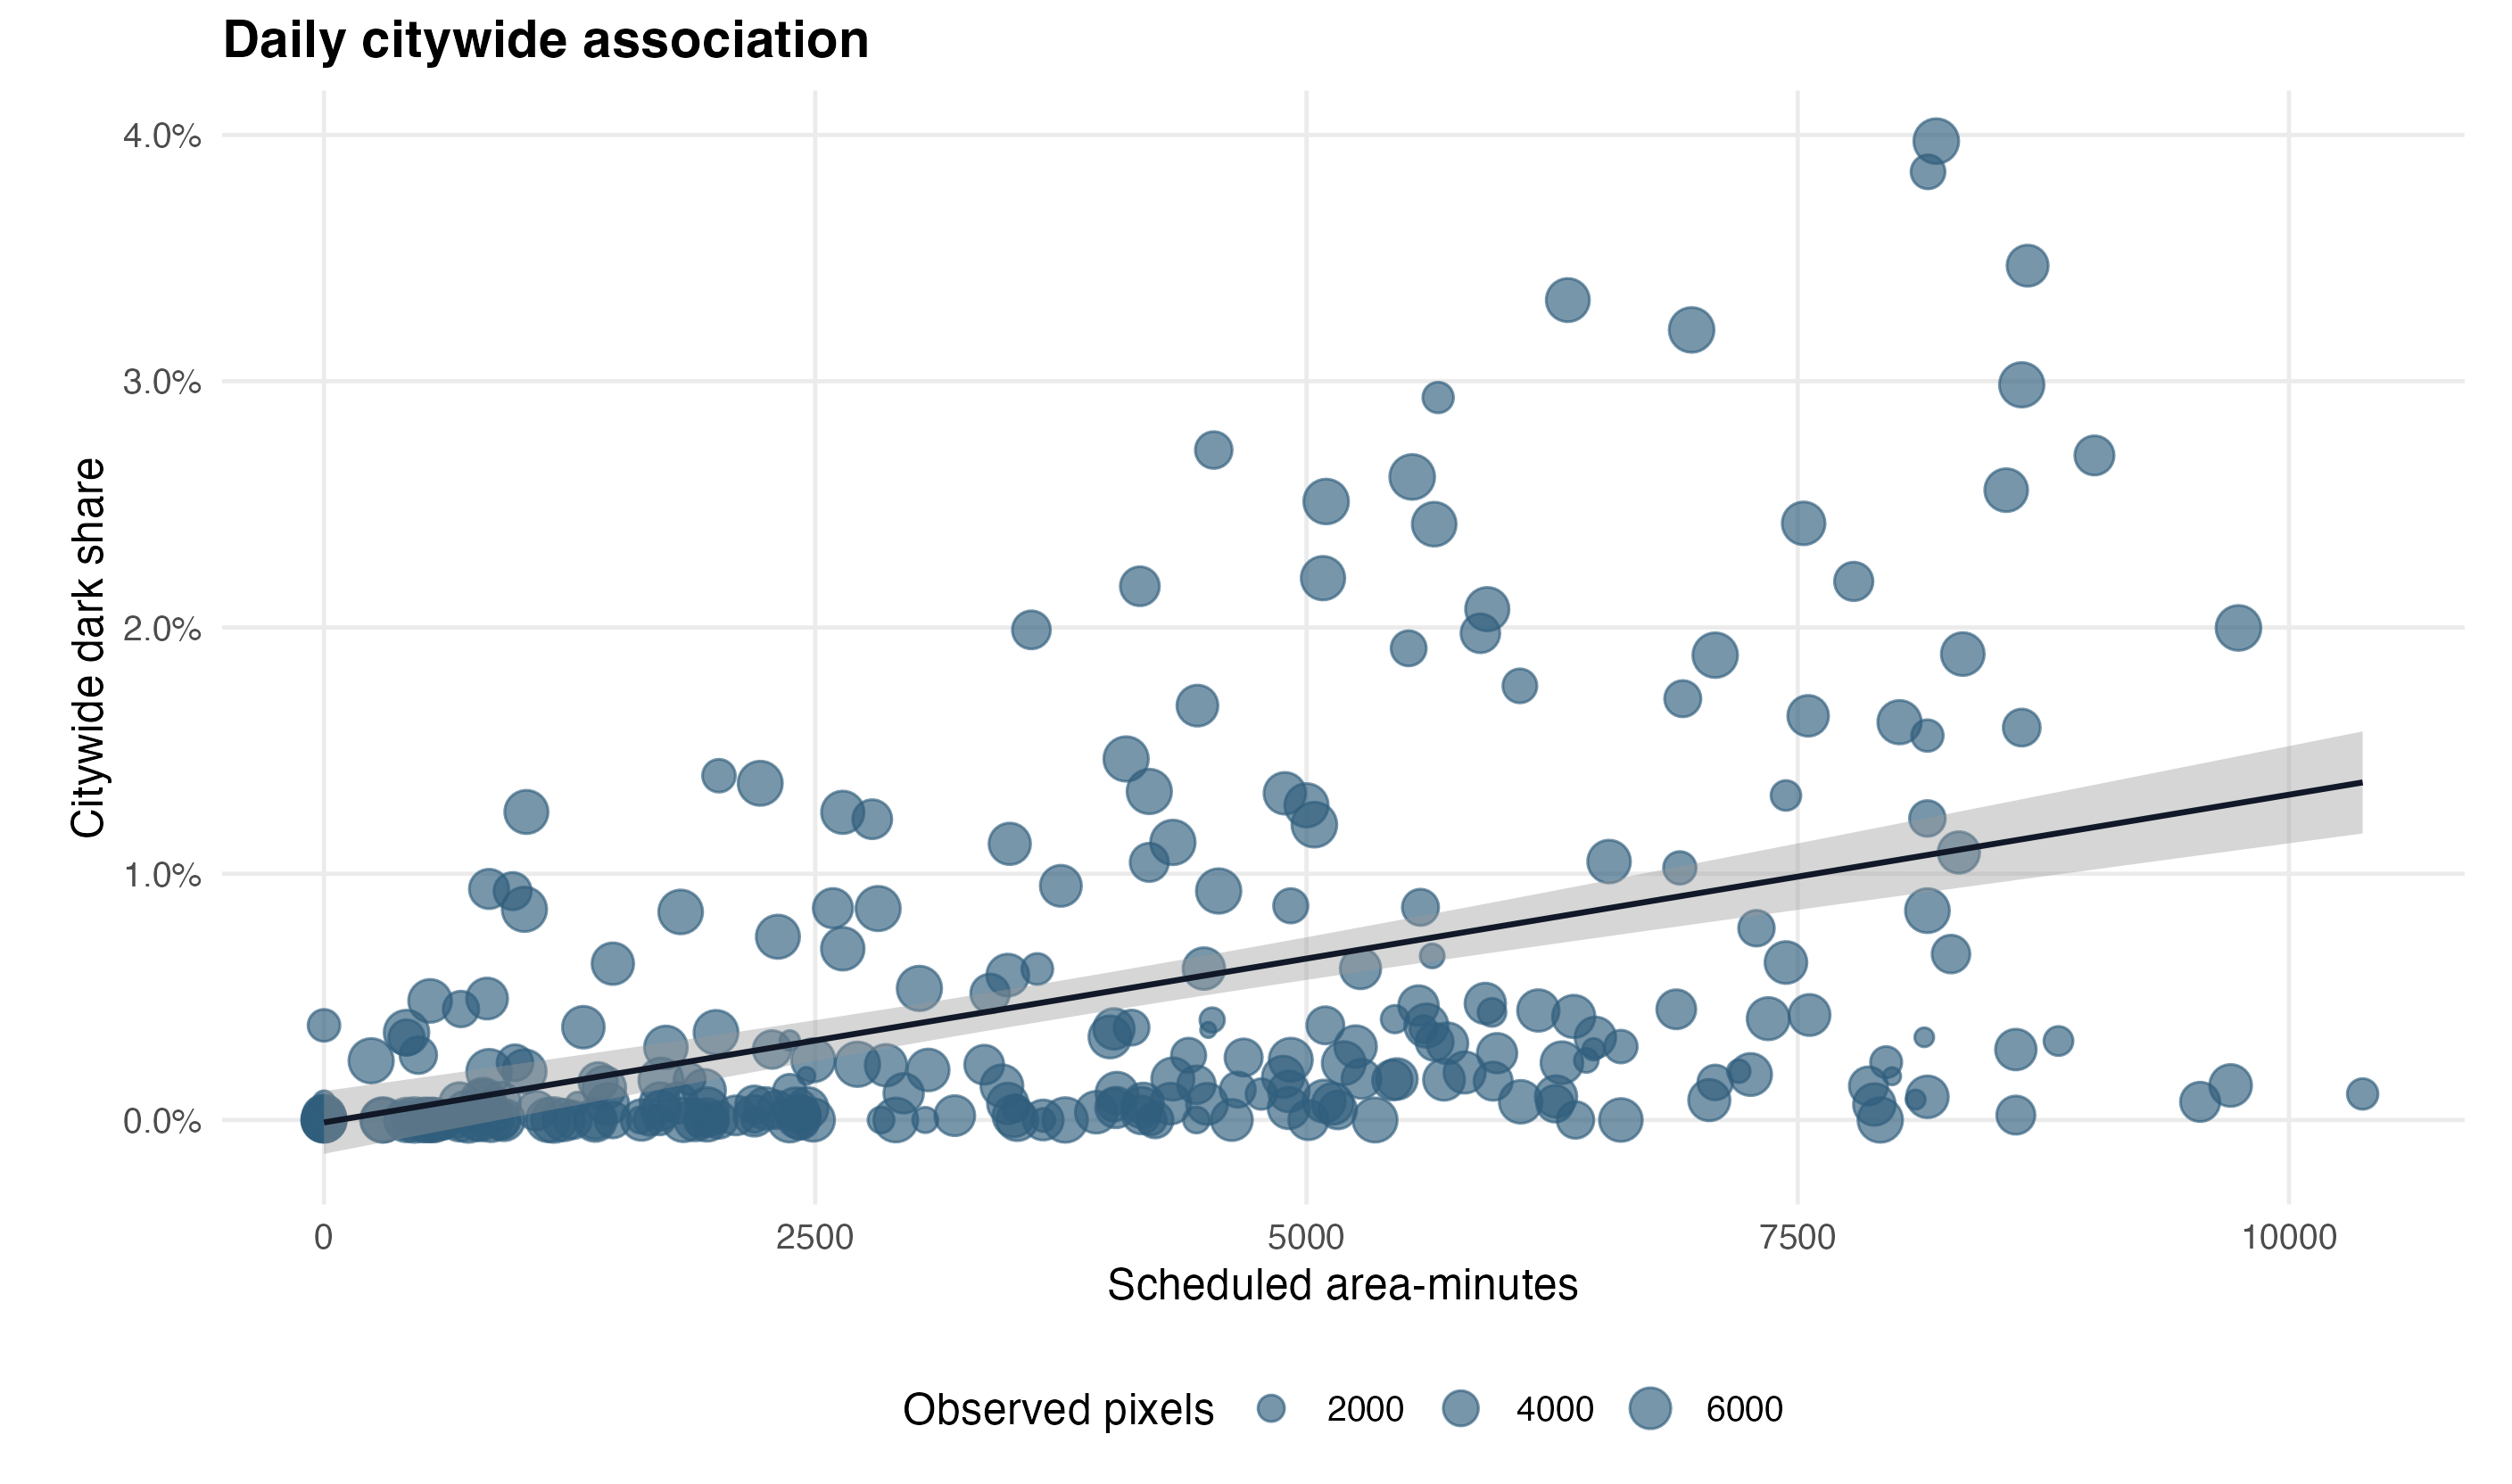 Daily citywide association
4.0%
3.0%
2.0%
1.0%
0.0%
Citywide dark share
0 2500 5000 7500 10000
Scheduled area-minutes
Observed pixels 2000 4000 6000